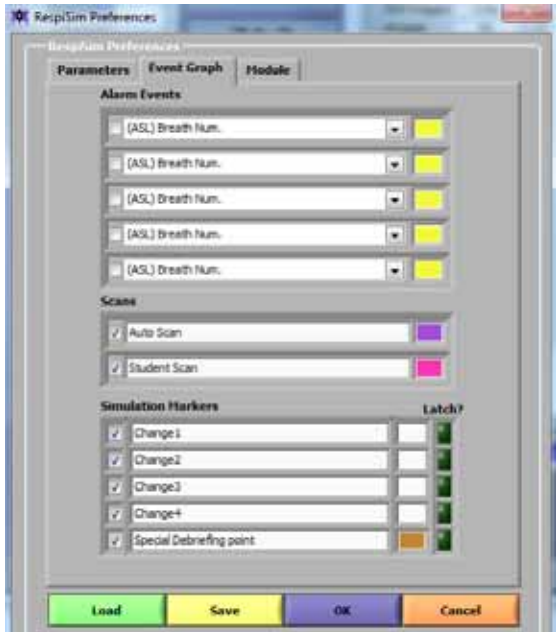 RespiSim Preferences
RespiSim Preferences
Parameters Event Graph Module
Alarm Events
(ASL) Breath Num.
(ASL) Breath Num.
(ASL) Breath Num.
(ASL) Breath Num.
(ASL) Breath Num.
Scans
Auto Scan
Student Scan
Simulation Markers Latch?
Change1
Change2
Change3
Change4
Special Debriefing point
Load Save OK Cancel